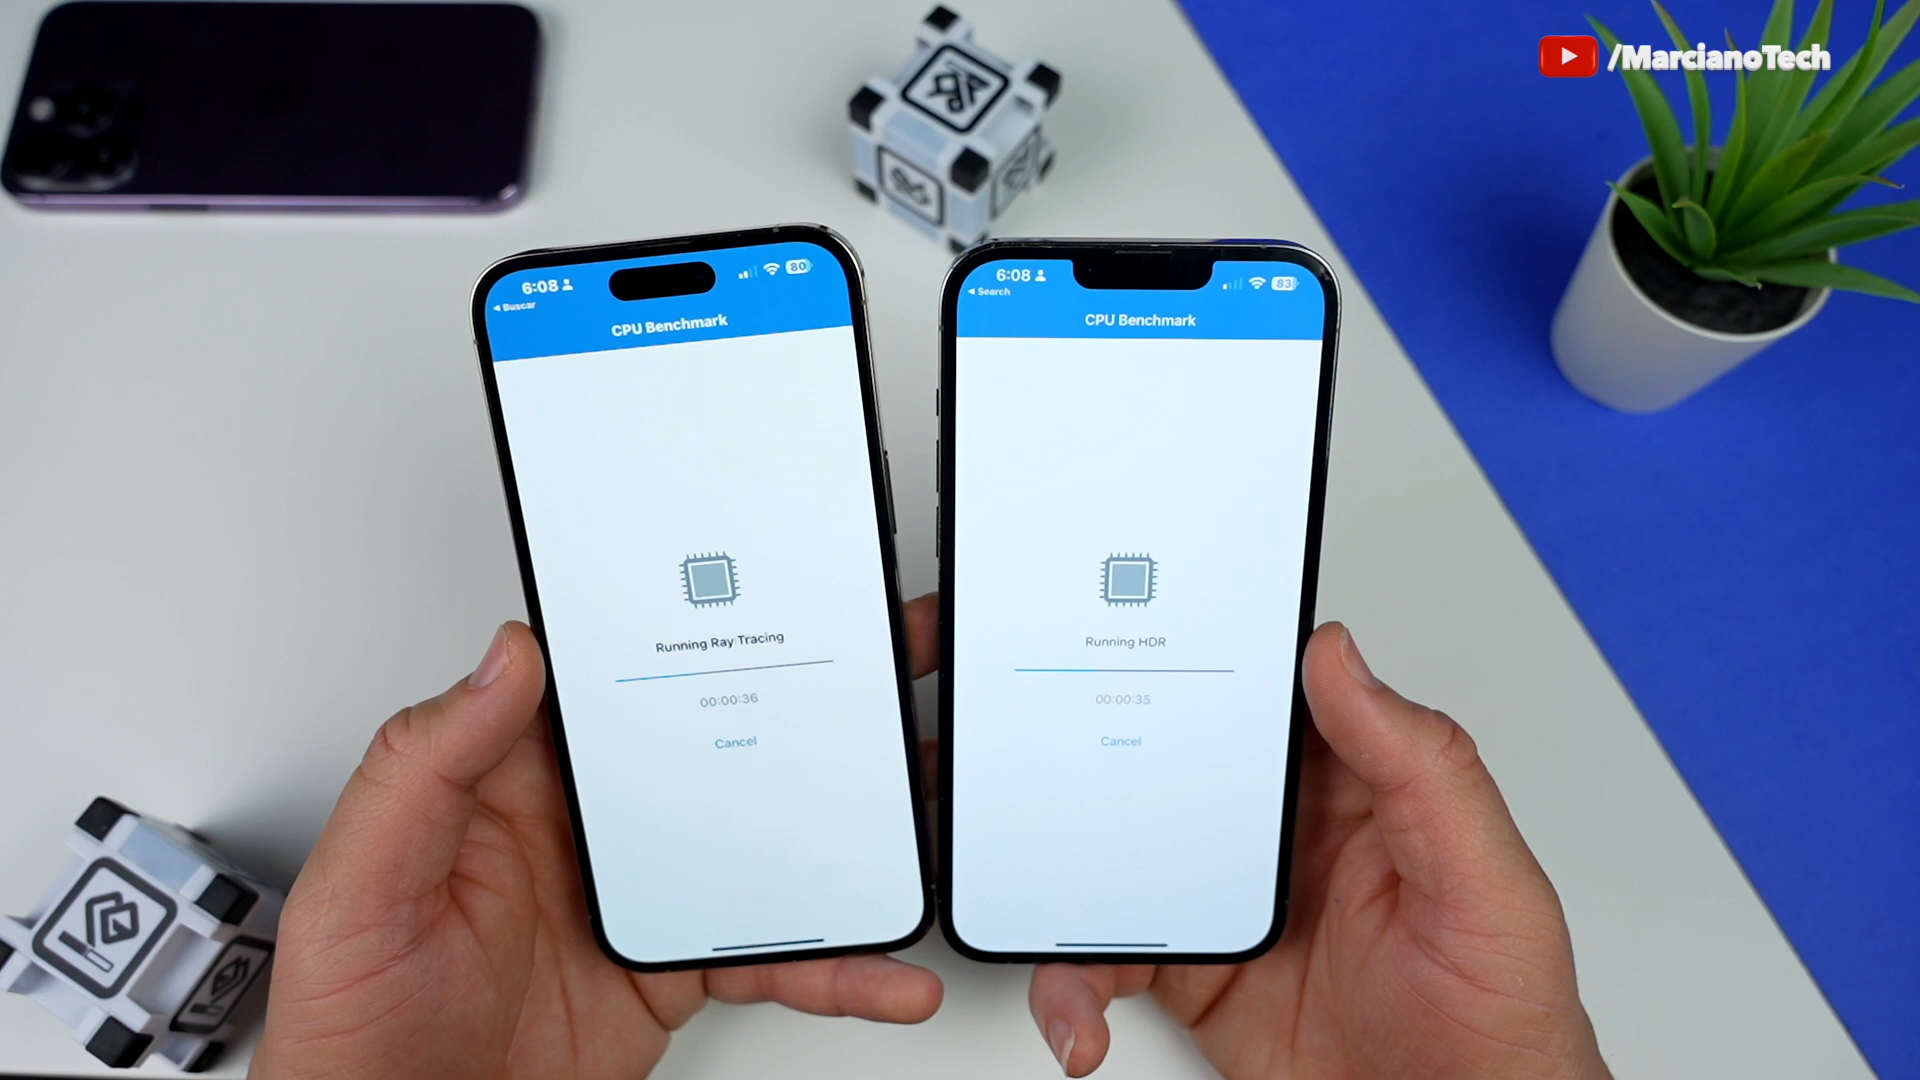 /MarcianoTech
6:08
80
◀ Buscar
CPU Benchmark
Running Ray Tracing
00:00:36
Cancel
6:08
83
◀ Search
CPU Benchmark
Running HDR
00:00:35
Cancel